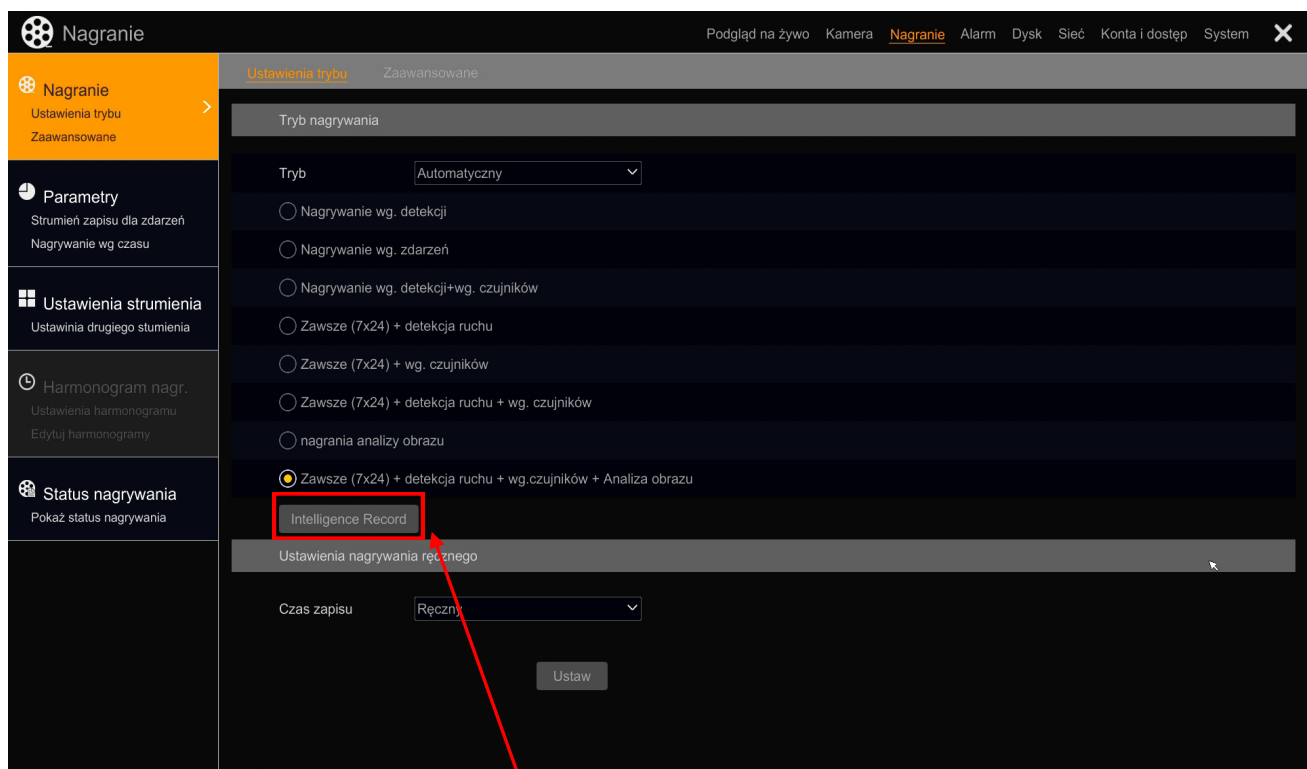 Nagranie
Podgląd na żywo Kamera Nagranie Alarm Dysk Sieć Konta i dostęp System
Nagranie
Ustawienia trybu
Zaawansowane
Parametry
Strumień zapisu dla zdarzeń
Nagrywanie wg czasu
Ustawienia strumienia
Ustawinia drugiego stumienia
Harmonogram nagr.
Ustawienia harmonogramu
Edytuj harmonogramy
Status nagrywania
Pokaż status nagrywania
Ustawienia trybu Zaawansowane
Tryb nagrywania
Tryb Automatyczny
Nagrywanie wg. detekcji
Nagrywanie wg. zdarzeń
Nagrywanie wg. detekcji+wg. czujników
Zawsze (7x24) + detekcja ruchu
Zawsze (7x24) + wg. czujników
Zawsze (7x24) + detekcja ruchu + wg. czujników
nagrania analizy obrazu
Zawsze (7x24) + detekcja ruchu + wg.czujników + Analiza obrazu
Intelligence Record
Ustawienia nagrywania ręcznego
Czas zapisu Ręczny
Ustaw